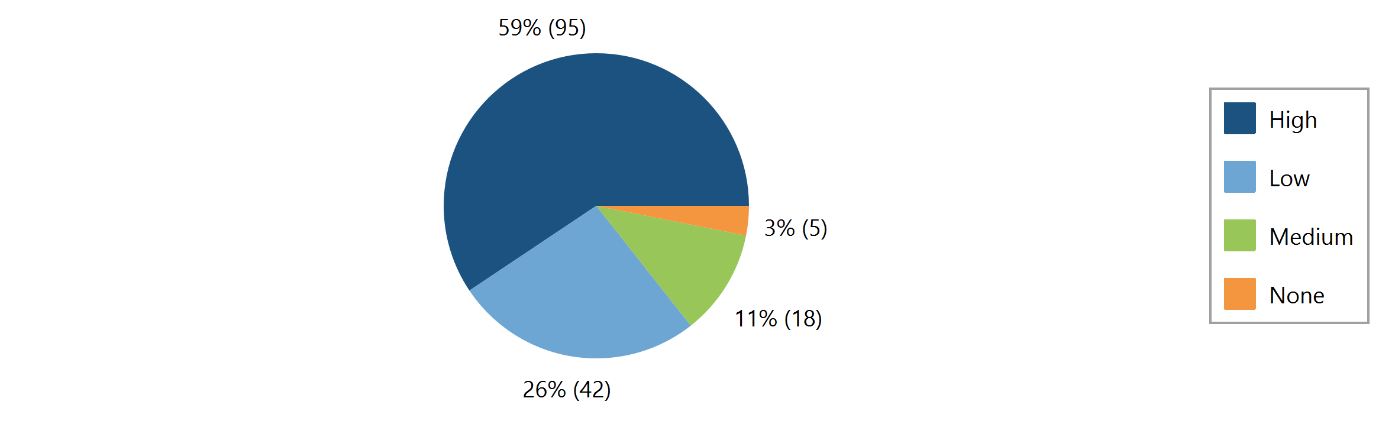 59% (95)
3% (5)
11% (18)
26% (42)
High
Low
Medium
None